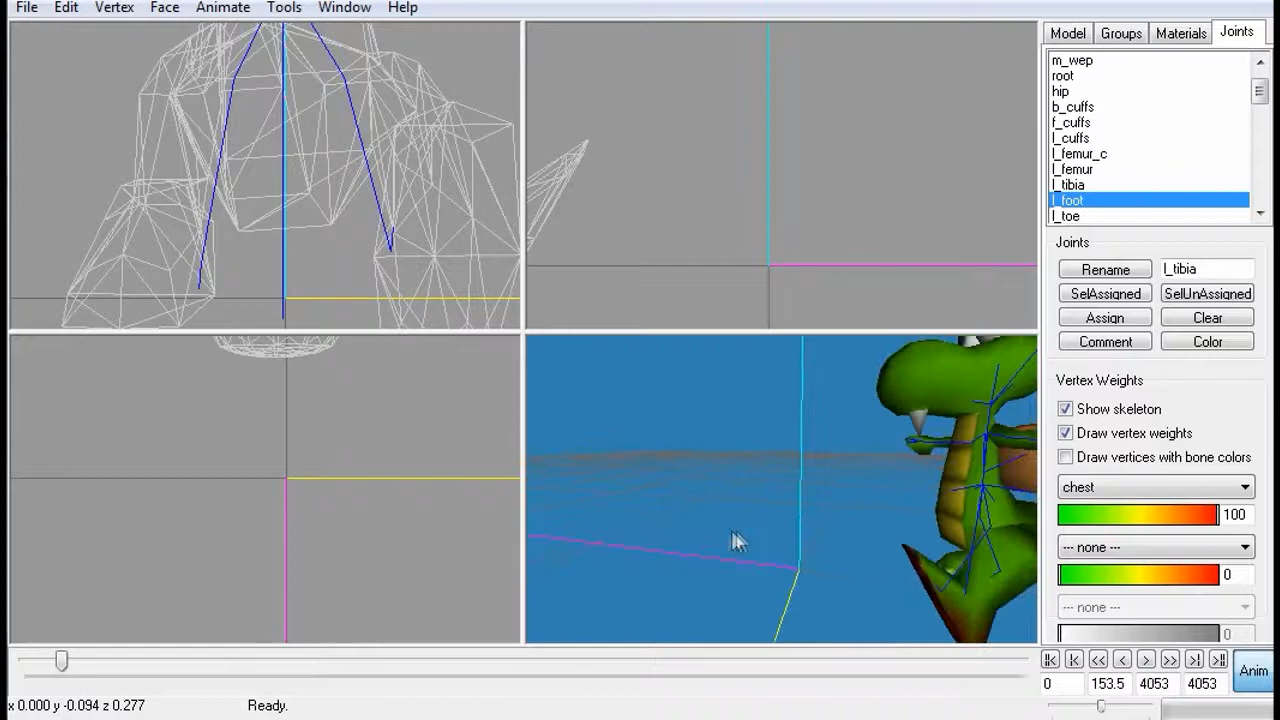 File Edit Vertex Face Animate Tools Window Help
Model Groups Materials Joints
m_wep
root
hip
b_cuffs
f_cuffs
l_cuffs
l_femur_c
l_femur
l_tibia
l_foot
l_toe
Joints
Rename l_tibia
SelAssigned SelUnAssigned
Assign Clear
Comment Color
Vertex Weights
Show skeleton
Draw vertex weights
Draw vertices with bone colors
chest
100
--- none ---
0
--- none ---
0
Anim
0 153.5 4053 4053
x 0.000 y -0.094 z 0.277 Ready.